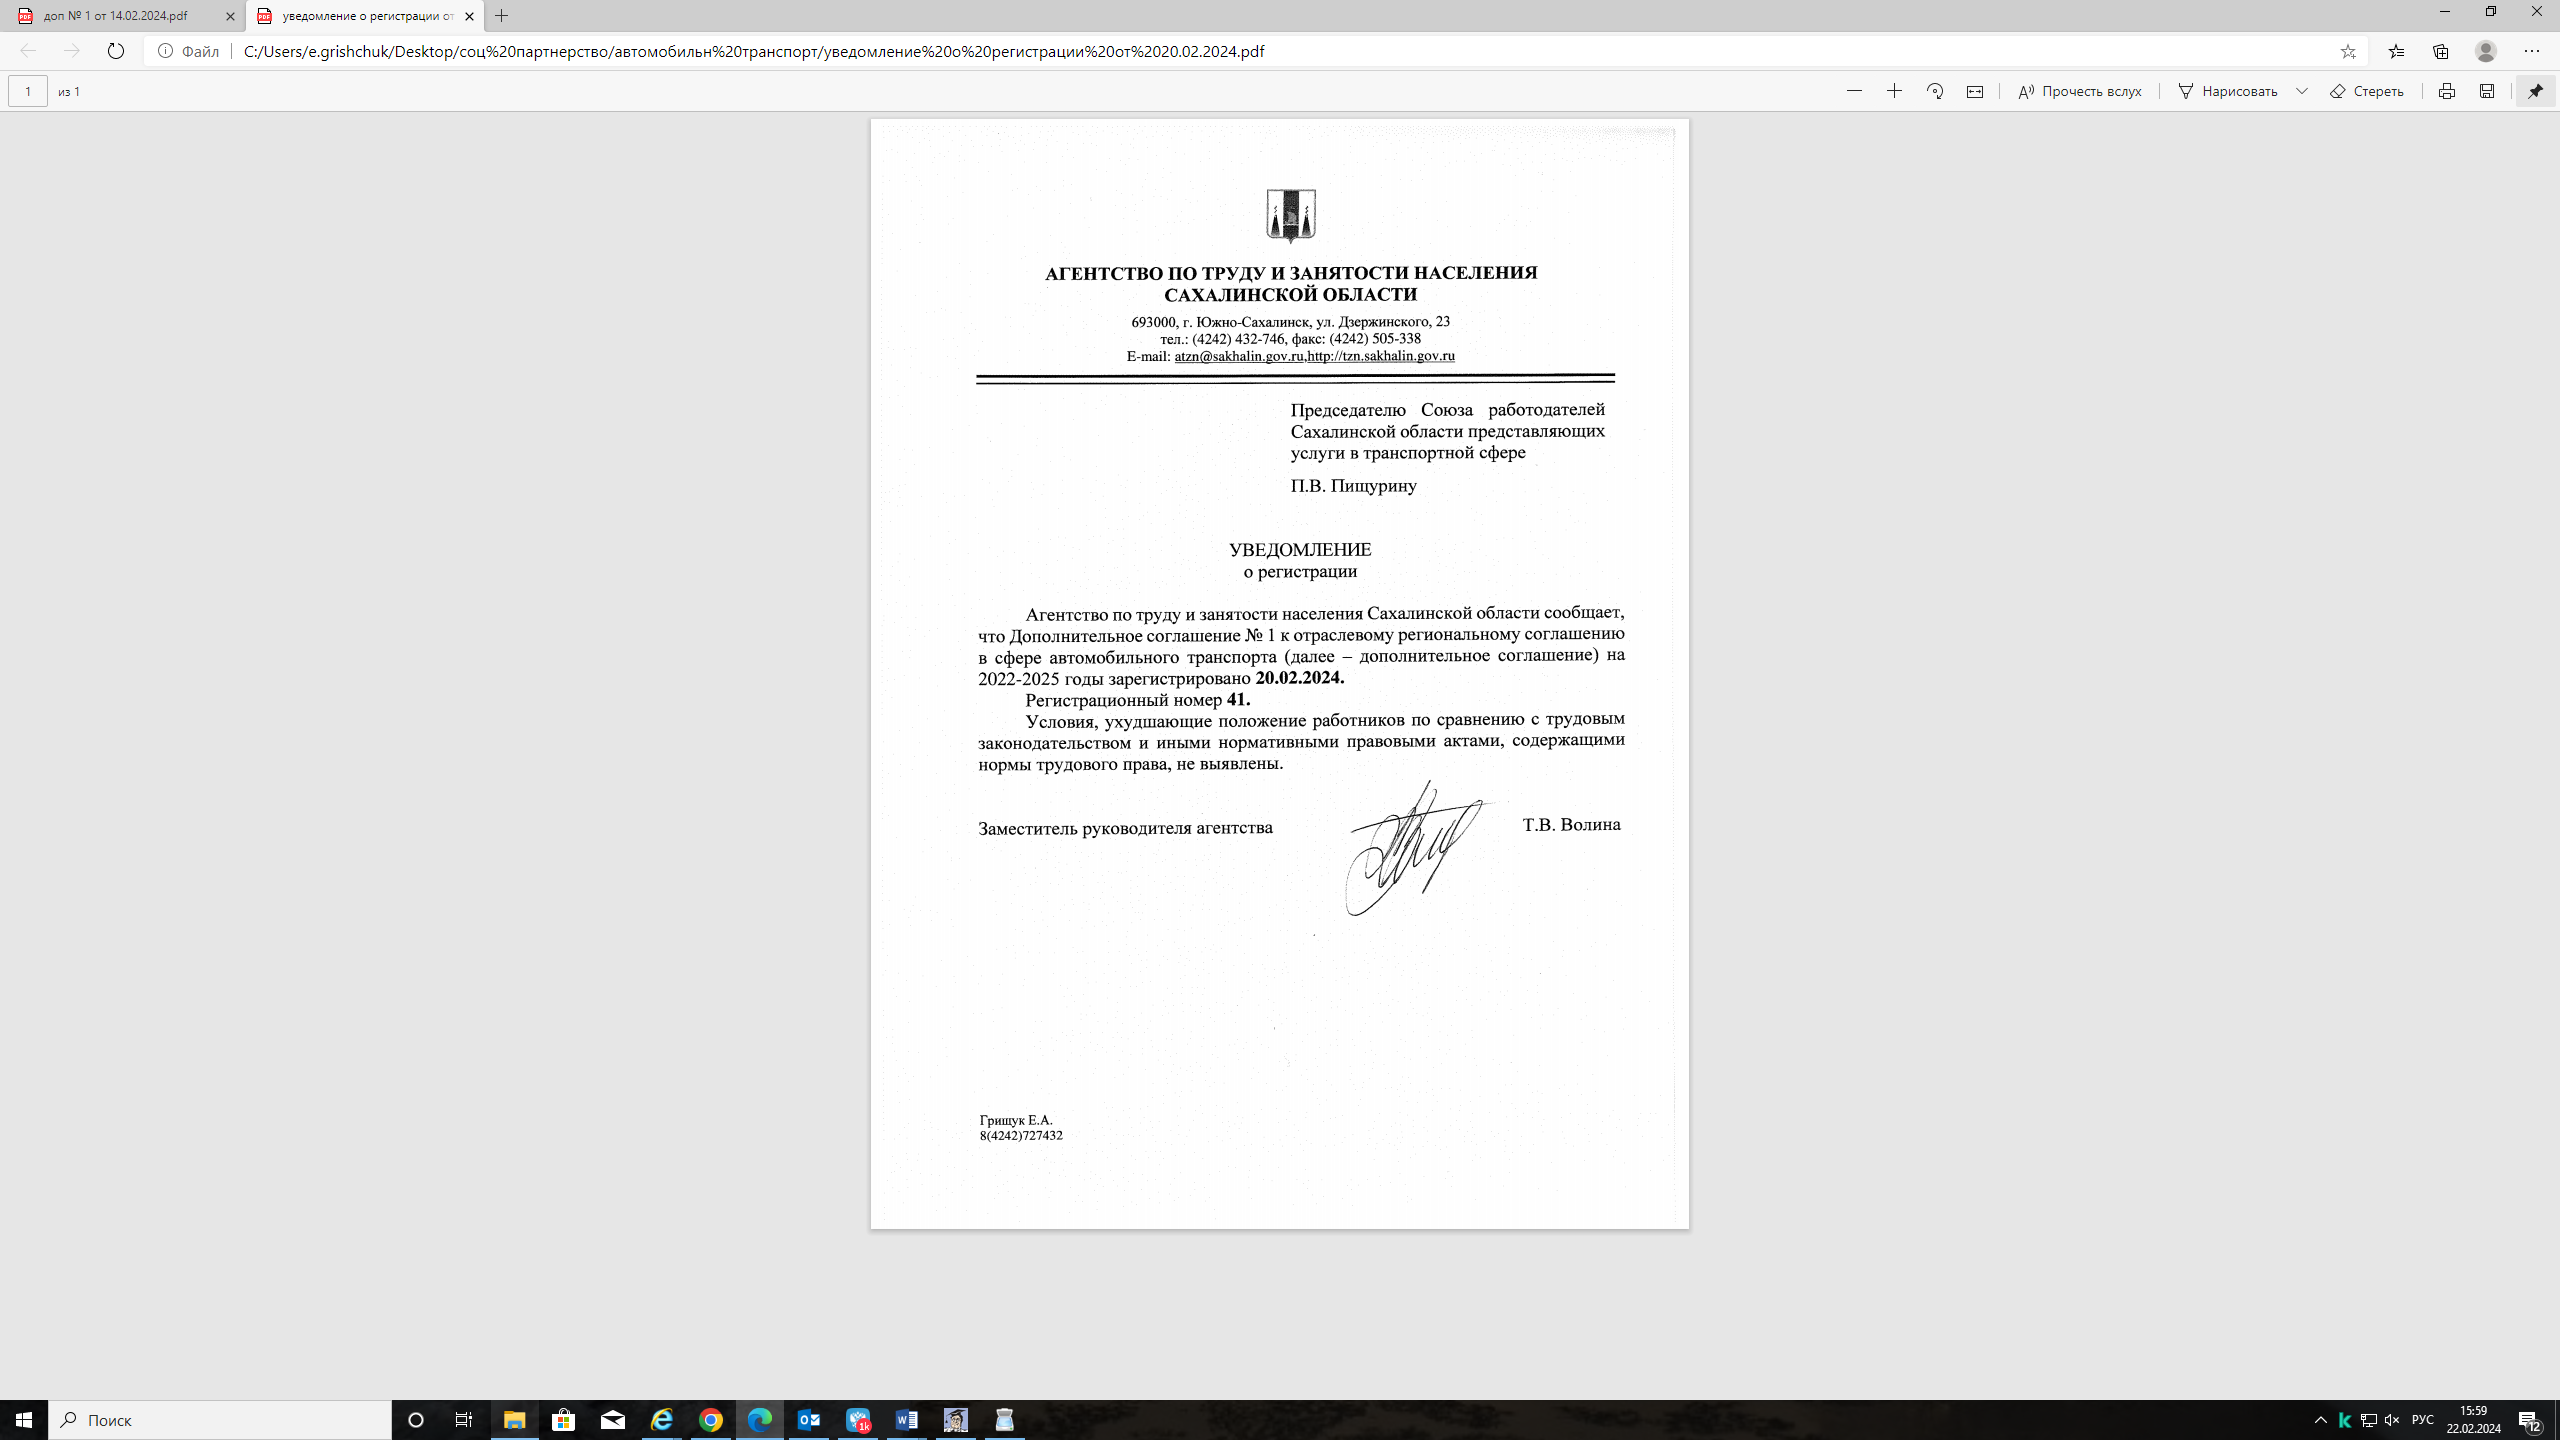 доп № 1 от 14.02.2024.pdf
уведомление о регистрации от
Файл
C:/Users/e.grishchuk/Desktop/соц%20партнерство/автомобильн%20транспорт/уведомление%20о%20регистрации%20от%2020.02.2024.pdf
1 из 1
Прочесть вслух
Нарисовать
Стереть
АГЕНТСТВО ПО ТРУДУ И ЗАНЯТОСТИ НАСЕЛЕНИЯ
САХАЛИНСКОЙ ОБЛАСТИ
693000, г. Южно-Сахалинск, ул. Дзержинского, 23
тел.: (4242) 432-746, факс: (4242) 505-338
E-mail: atzn@sakhalin.gov.ru,http://tzn.sakhalin.gov.ru
Председателю Союза работодателей
Сахалинской области представляющих
услуги в транспортной сфере
П.В. Пищурину
УВЕДОМЛЕНИЕ
о регистрации
Агентство по труду и занятости населения Сахалинской области сообщает,
что Дополнительное соглашение № 1 к отраслевому региональному соглашению
в сфере автомобильного транспорта (далее – дополнительное соглашение) на
2022-2025 годы зарегистрировано 20.02.2024.
Регистрационный номер 41.
Условия, ухудшающие положение работников по сравнению с трудовым
законодательством и иными нормативными правовыми актами, содержащими
нормы трудового права, не выявлены.
Заместитель руководителя агентства Т.В. Волина
Грищук Е.А.
8(4242)727432
Поиск
1k
РУС
15:59
22.02.2024
12